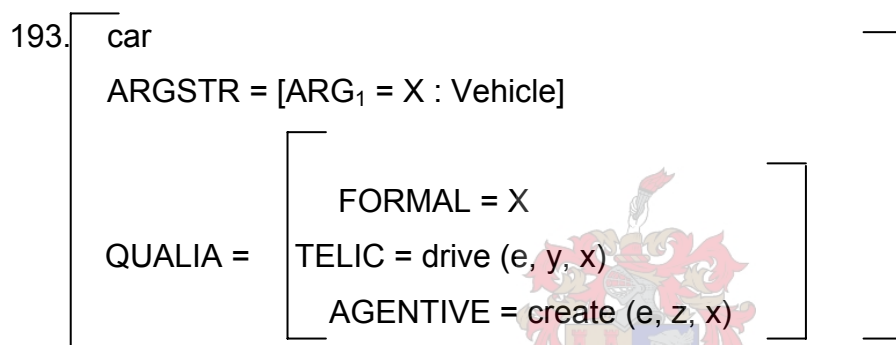 193. car
ARGSTR = [ARG₁ = X : Vehicle]
FORMAL = X
QUALIA = TELIC = drive (e, y, x)
AGENTIVE = create (e, z, x)